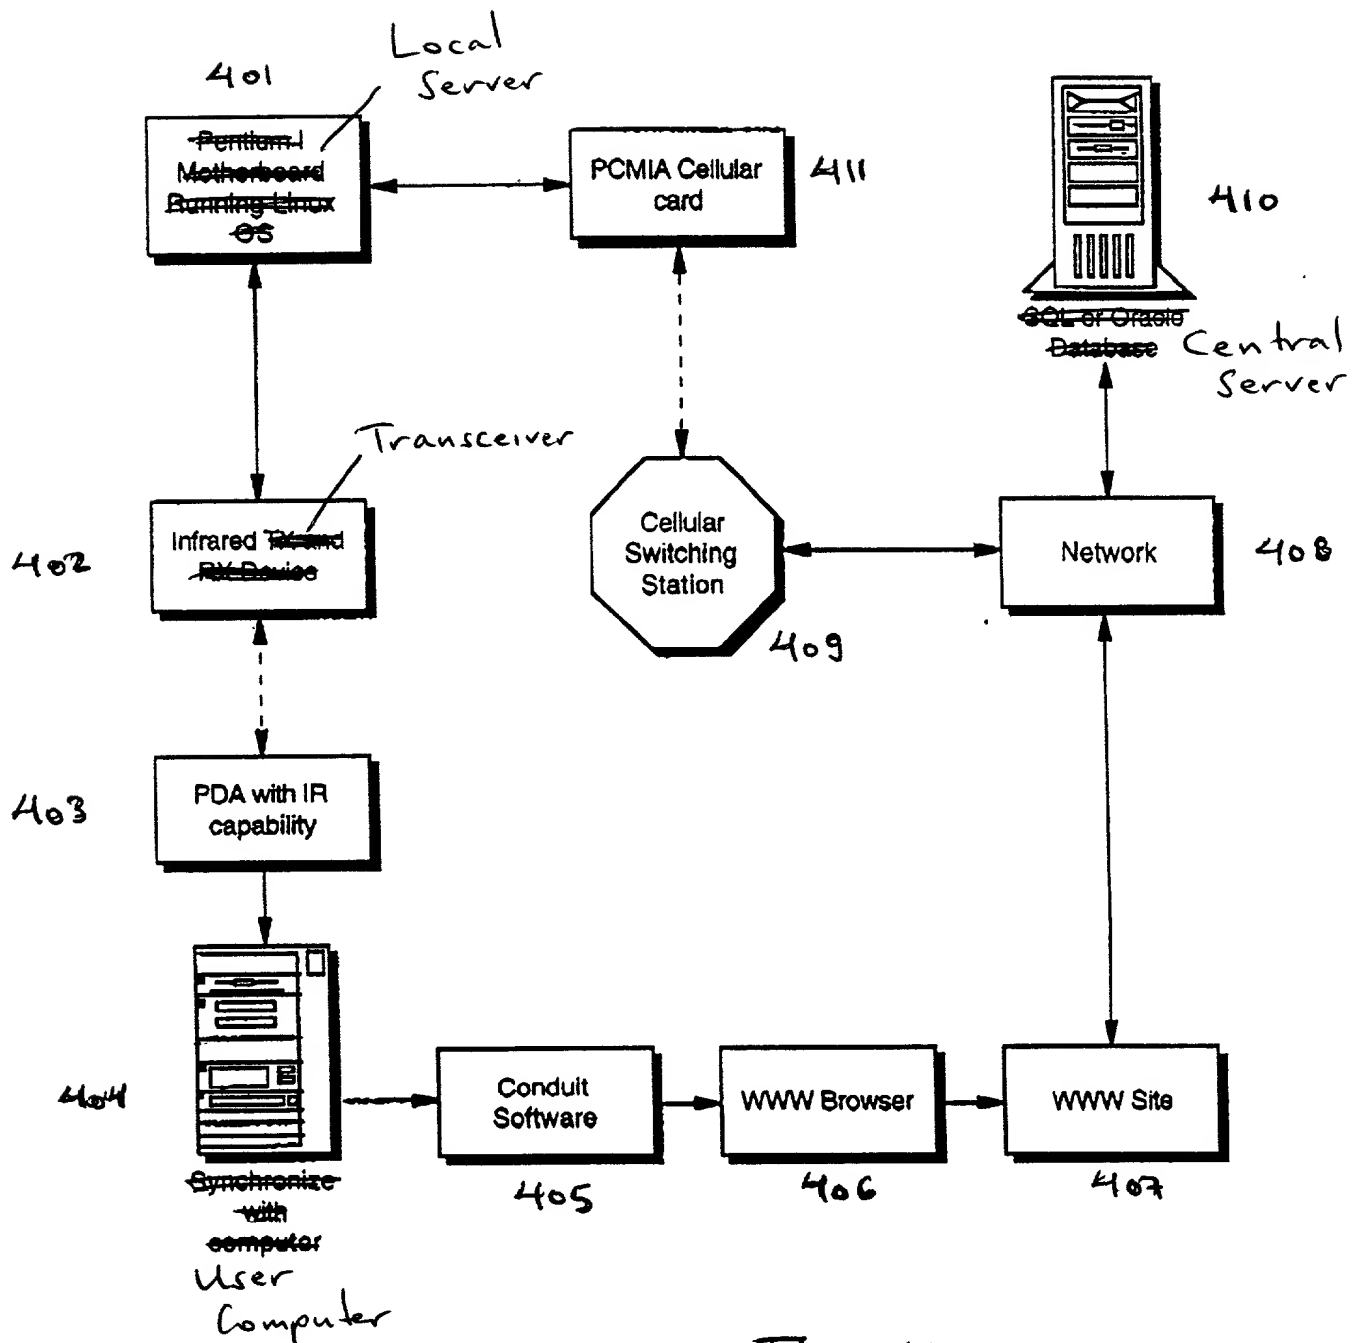 Local
Server
401
Pentium I
Motherboard
Running Linux
OS
PCMIA Cellular
card
411
410
SQL or Oracle
Database
Central
Server
Transceiver
402
Infrared TX and
RX Device
Cellular
Switching
Station
409
Network
408
403
PDA with IR
capability
404
Synchronize
with
computer
User
Computer
Conduit
Software
405
WWW Browser
406
WWW Site
407